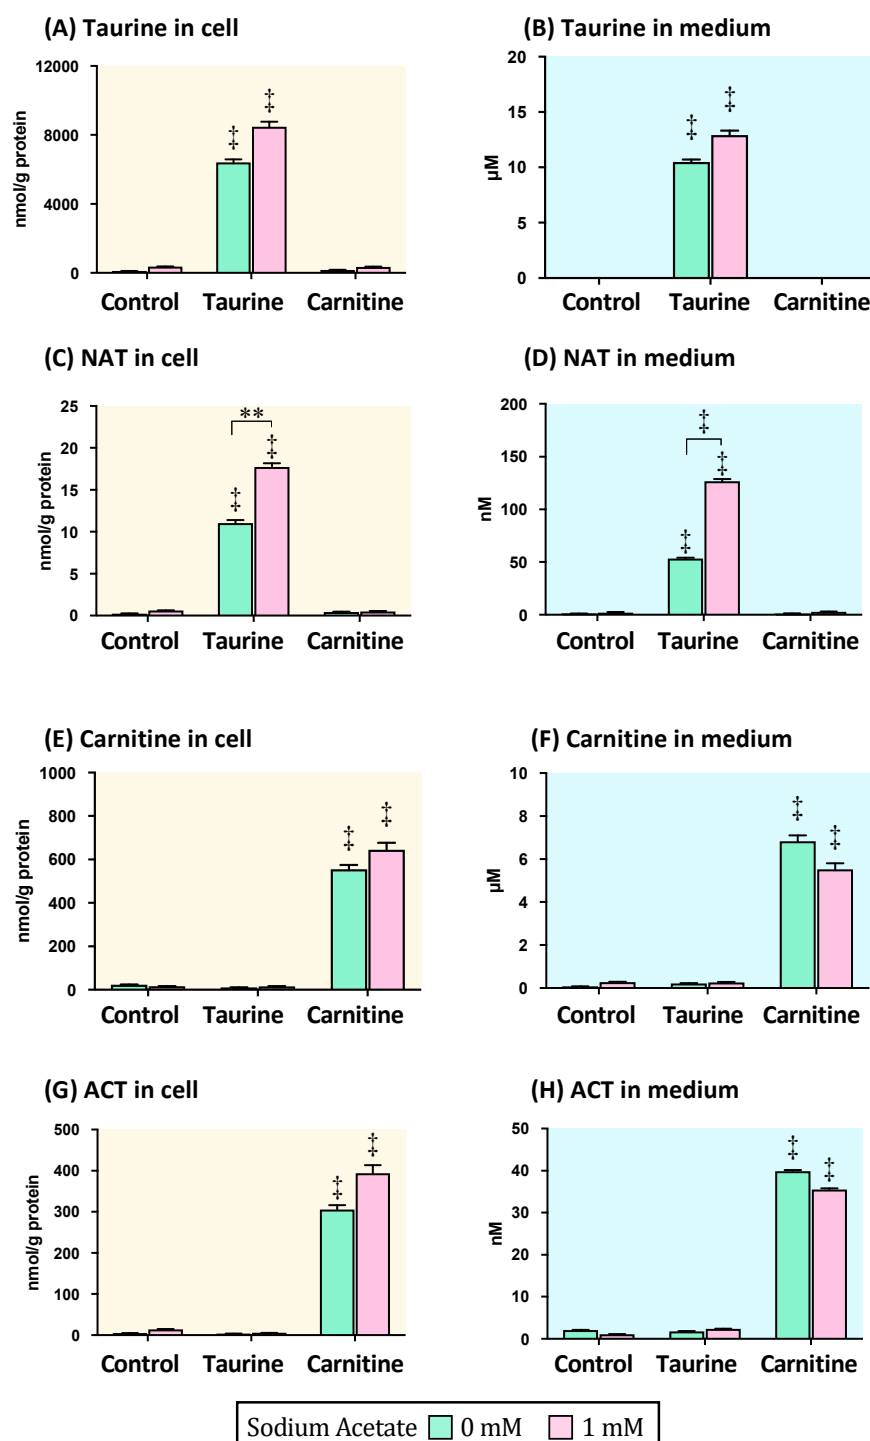 (A) Taurine in cell
12000
8000
4000
0
nmol/g protein
‡
‡
Control Taurine Carnitine
(B) Taurine in medium
20
15
10
5
0
µM
‡
‡
Control Taurine Carnitine
(C) NAT in cell
25
20
15
10
5
0
nmol/g protein
**
‡
‡
Control Taurine Carnitine
(D) NAT in medium
200
150
100
50
0
nM
‡
‡
‡
Control Taurine Carnitine
(E) Carnitine in cell
1000
800
600
400
200
0
nmol/g protein
‡
‡
Control Taurine Carnitine
(F) Carnitine in medium
10
8
6
4
2
0
µM
‡
‡
Control Taurine Carnitine
(G) ACT in cell
500
400
300
200
100
0
nmol/g protein
‡
‡
Control Taurine Carnitine
(H) ACT in medium
50
40
30
20
10
0
nM
‡
‡
Control Taurine Carnitine
Sodium Acetate 0 mM 1 mM